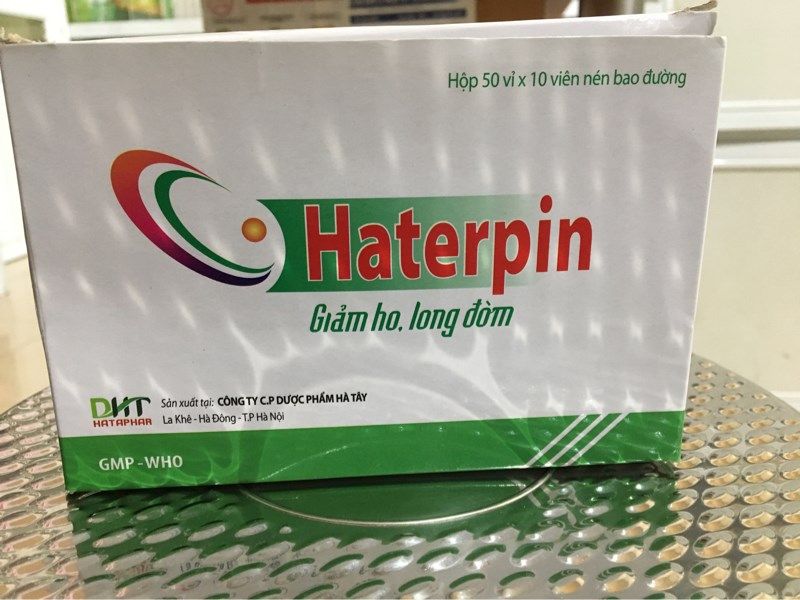 Hộp 50 vỉ x 10 viên nén bao đường
Haterpin
Giảm ho, long đờm
DHT
HATAPHAR
Sản xuất tại: CÔNG TY C.P DƯỢC PHẨM HÀ TÂY
La Khê - Hà Đông - T.P Hà Nội
GMP - WHO